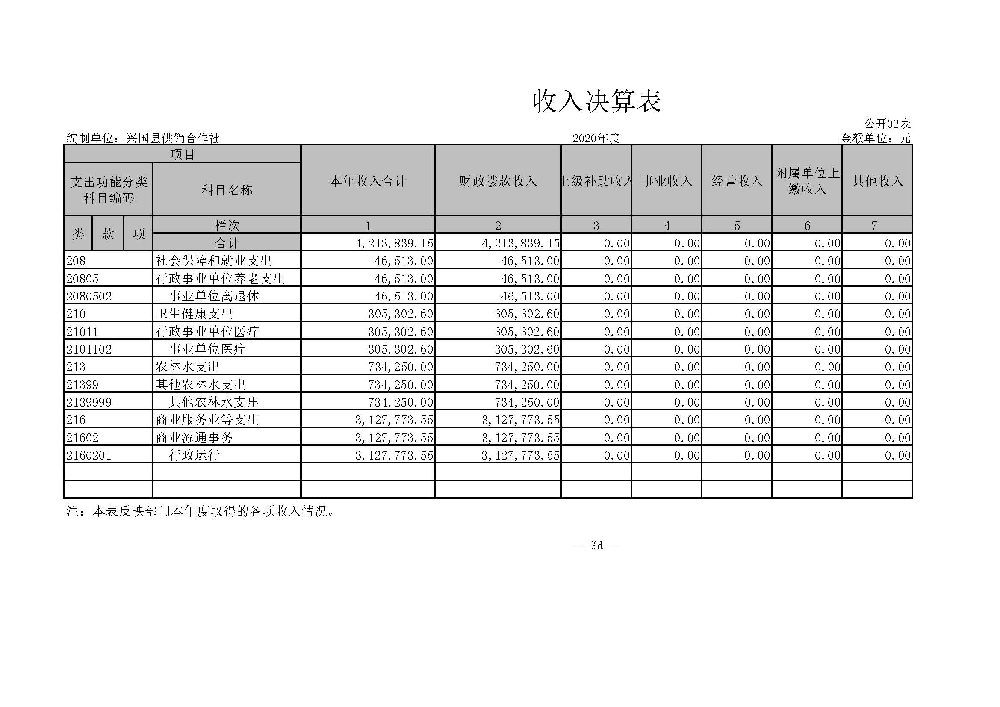 收入决算表
公开02表
编制单位：兴国县供销合作社 2020年度 金额单位：元
项目 本年收入合计 财政拨款收入 上级补助收入 事业收入 经营收入 附属单位上缴收入 其他收入
支出功能分类科目编码 科目名称
类 款 项 栏次 1 2 3 4 5 6 7
合计 4,213,839.15 4,213,839.15 0.00 0.00 0.00 0.00 0.00
208 社会保障和就业支出 46,513.00 46,513.00 0.00 0.00 0.00 0.00 0.00
20805 行政事业单位养老支出 46,513.00 46,513.00 0.00 0.00 0.00 0.00 0.00
2080502 事业单位离退休 46,513.00 46,513.00 0.00 0.00 0.00 0.00 0.00
210 卫生健康支出 305,302.60 305,302.60 0.00 0.00 0.00 0.00 0.00
21011 行政事业单位医疗 305,302.60 305,302.60 0.00 0.00 0.00 0.00 0.00
2101102 事业单位医疗 305,302.60 305,302.60 0.00 0.00 0.00 0.00 0.00
213 农林水支出 734,250.00 734,250.00 0.00 0.00 0.00 0.00 0.00
21399 其他农林水支出 734,250.00 734,250.00 0.00 0.00 0.00 0.00 0.00
2139999 其他农林水支出 734,250.00 734,250.00 0.00 0.00 0.00 0.00 0.00
216 商业服务业等支出 3,127,773.55 3,127,773.55 0.00 0.00 0.00 0.00 0.00
21602 商业流通事务 3,127,773.55 3,127,773.55 0.00 0.00 0.00 0.00 0.00
2160201 行政运行 3,127,773.55 3,127,773.55 0.00 0.00 0.00 0.00 0.00
注：本表反映部门本年度取得的各项收入情况。
— %d —